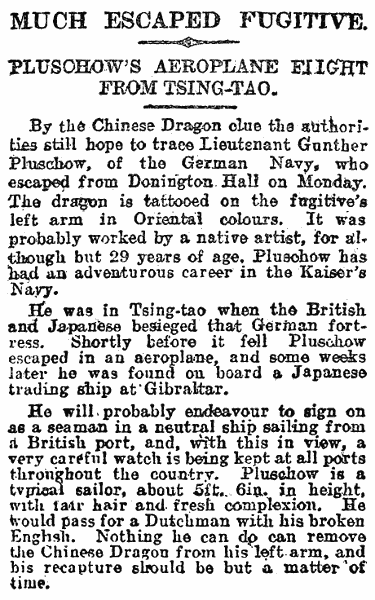 MUCH ESCAPED FUGITIVE.
PLUSCHOW'S AEROPLANE FLIGHT
FROM TSING-TAO.
By the Chinese Dragon clue the authori-
ties still hope to trace Lieutenant Gunther
Pluschow, of the German Navy, who
escaped from Donington Hall on Monday.
The dragon is tattooed on the fugitive's
left arm in Oriental colours. It was
probably worked by a native artist, for al-
though but 29 years of age, Pluschow has
had an adventurous career in the Kaiser's
Navy.
He was in Tsing-tao when the British
and Japanese besieged that German fort-
ress. Shortly before it fell Pluschow
escaped in an aeroplane, and some weeks
later he was found on board a Japanese
trading ship at Gibraltar.
He will probably endeavour to sign on
as a seaman in a neutral ship sailing from
a British port, and, with this in view, a
very careful watch is being kept at all ports
throughout the country. Pluschow is a
typical sailor, about 5ft. 6in. in height,
with fair hair and fresh complexion. He
would pass for a Dutchman with his broken
English. Nothing he can do can remove
the Chinese Dragon from his left arm, and
his recapture should be but a matter of
time.